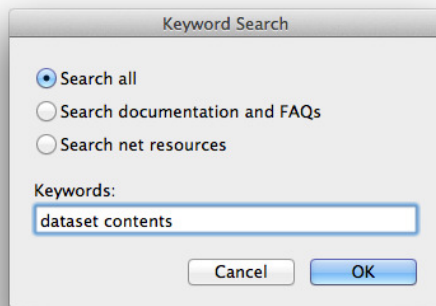 Keyword Search
Search all
Search documentation and FAQs
Search net resources
Keywords:
dataset contents
Cancel
OK